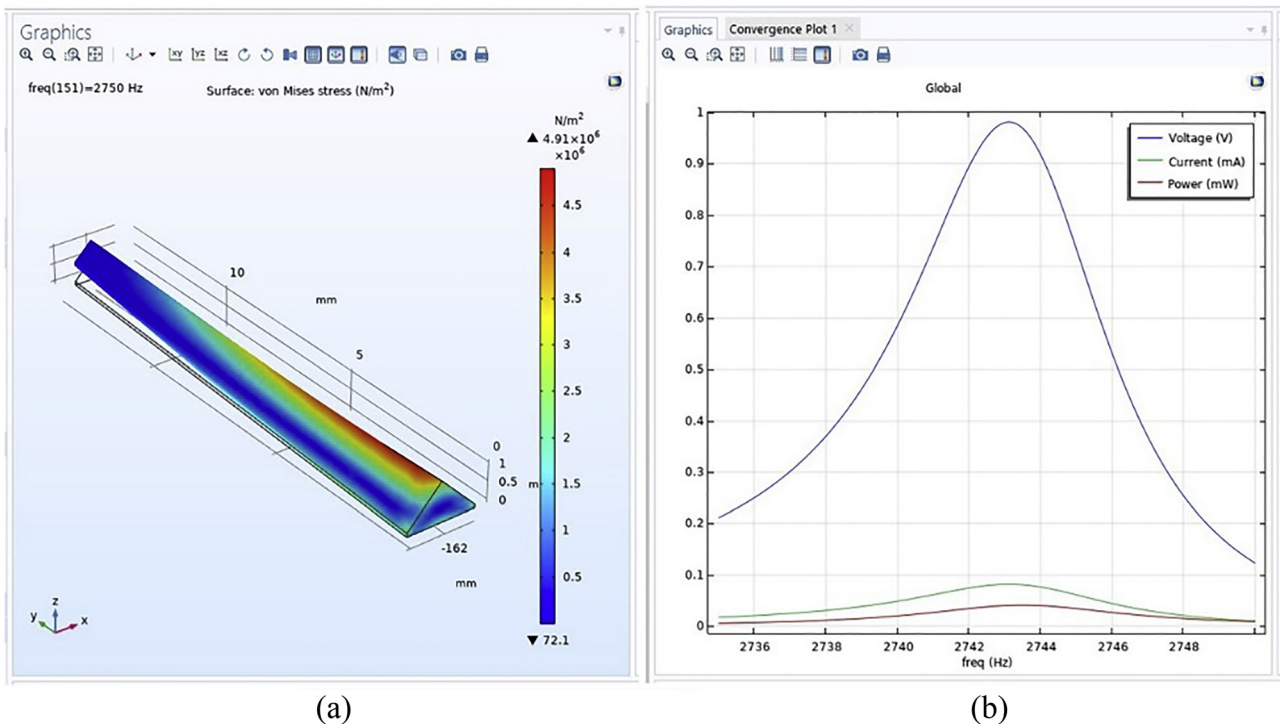 Graphics
freq(151)=2750 Hz
Surface: von Mises stress (N/m²)
N/m²
▲ 4.91×10⁶
×10⁶
4.5
4
3.5
3
2.5
2
1.5
1
0.5
▼ 72.1
10
mm
5
0
1
0.5
m
0
-162
mm
z
y
x
(a)
Graphics
Convergence Plot 1
Global
1
0.9
0.8
0.7
0.6
0.5
0.4
0.3
0.2
0.1
0
Voltage (V)
Current (mA)
Power (mW)
2736 2738 2740 2742 2744 2746 2748
freq (Hz)
(b)